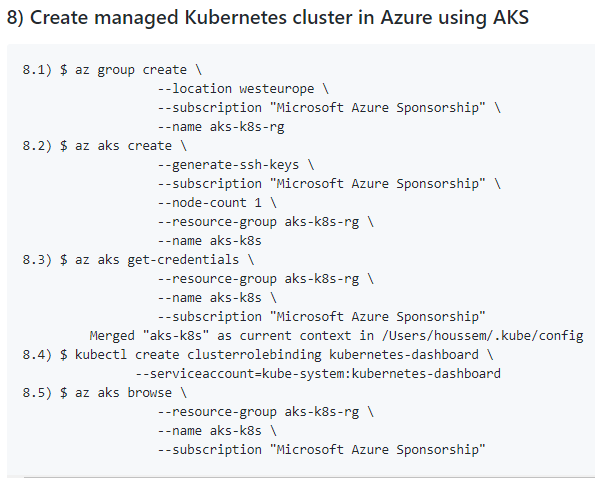 8) Create managed Kubernetes cluster in Azure using AKS
8.1) $ az group create \
--location westeurope \
--subscription "Microsoft Azure Sponsorship" \
--name aks-k8s-rg
8.2) $ az aks create \
--generate-ssh-keys \
--subscription "Microsoft Azure Sponsorship" \
--node-count 1 \
--resource-group aks-k8s-rg \
--name aks-k8s
8.3) $ az aks get-credentials \
--resource-group aks-k8s-rg \
--name aks-k8s \
--subscription "Microsoft Azure Sponsorship"
Merged "aks-k8s" as current context in /Users/houssem/.kube/config
8.4) $ kubectl create clusterrolebinding kubernetes-dashboard \
--serviceaccount=kube-system:kubernetes-dashboard
8.5) $ az aks browse \
--resource-group aks-k8s-rg \
--name aks-k8s \
--subscription "Microsoft Azure Sponsorship"